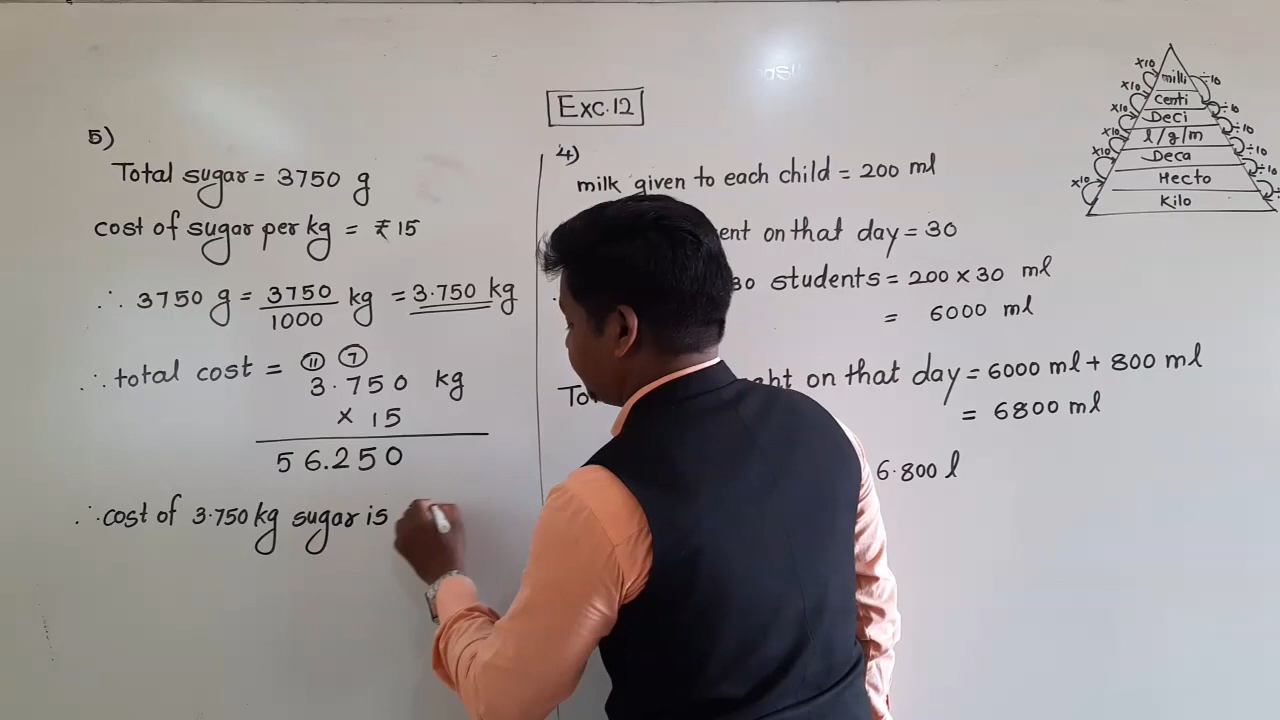 Exc.12
5)
Total sugar = 3750 g
cost of sugar per kg = ₹ 15
∴ 3750 g = 3750/1000 kg = 3.750 kg
∴ total cost = 11 7
3.750 kg
× 15
56.250
∴ cost of 3.750 kg sugar is
4)
milk given to each child = 200 ml
ent on that day = 30
30 students = 200 × 30 ml
= 6000 ml
on that day = 6000 ml + 800 ml
= 6800 ml
6.800 l
×10 milli ÷10
×10 Centi ÷10
×10 Deci ÷10
×10 l/g/m ÷10
×10 Deca ÷10
×10 Hecto ÷10
Kilo